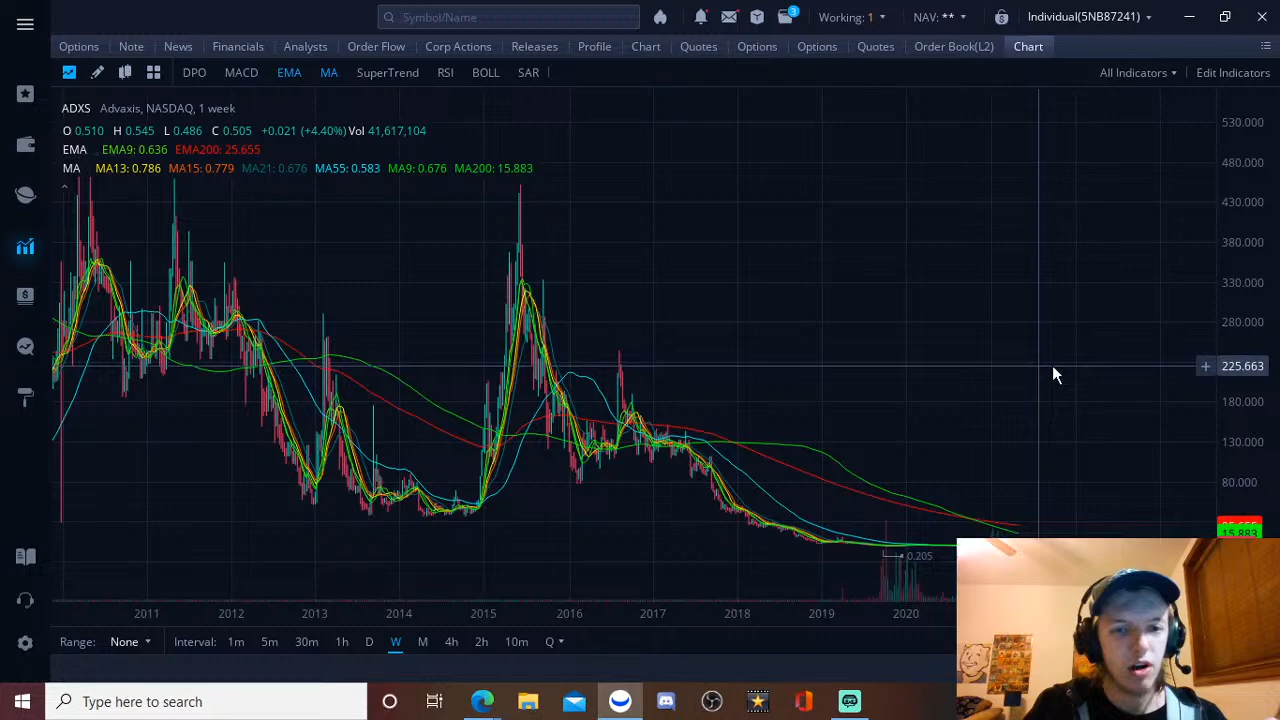 Symbol/Name
3
Working: 1
NAV: **
Individual(5NB87241)
Options Note News Financials Analysts Order Flow Corp Actions Releases Profile Chart Quotes Options Options Quotes Order Book(L2) Chart
DPO MACD EMA MA SuperTrend RSI BOLL SAR All Indicators Edit Indicators
ADXS Advaxis, NASDAQ, 1 week
O 0.510 H 0.545 L 0.486 C 0.505 +0.021 (+4.40%) Vol 41,617,104
EMA EMA9: 0.636 EMA200: 25.655
MA MA13: 0.786 MA15: 0.779 MA21: 0.676 MA55: 0.583 MA9: 0.676 MA200: 15.883
530.000
480.000
430.000
380.000
330.000
280.000
225.663
180.000
130.000
80.000
15.883
0.205
2011 2012 2013 2014 2015 2016 2017 2018 2019 2020
Range: None Interval: 1m 5m 30m 1h D W M 4h 2h 10m Q
Type here to search